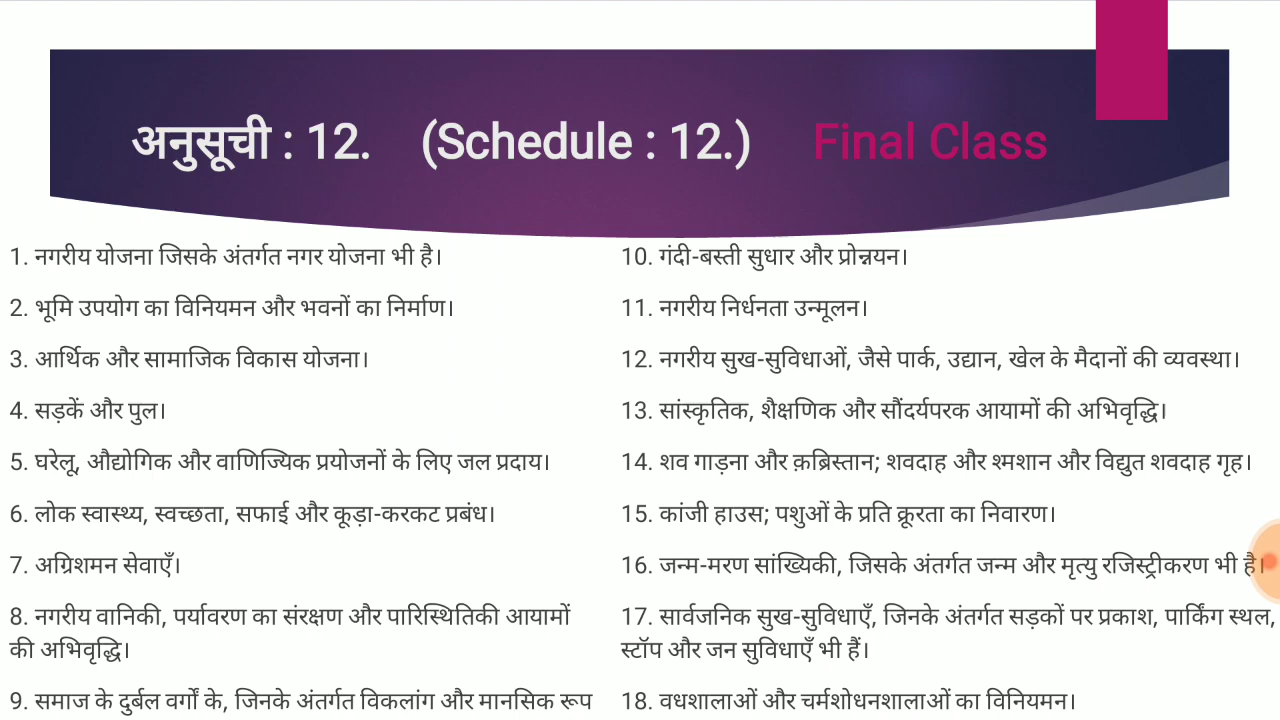 अनुसूची : 12. (Schedule : 12.) Final Class
1. नगरीय योजना जिसके अंतर्गत नगर योजना भी है।
2. भूमि उपयोग का विनियमन और भवनों का निर्माण।
3. आर्थिक और सामाजिक विकास योजना।
4. सड़कें और पुल।
5. घरेलू, औद्योगिक और वाणिज्यिक प्रयोजनों के लिए जल प्रदाय।
6. लोक स्वास्थ्य, स्वच्छता, सफाई और कूड़ा-करकट प्रबंध।
7. अग्रिशमन सेवाएँ।
8. नगरीय वानिकी, पर्यावरण का संरक्षण और पारिस्थितिकी आयामों
की अभिवृद्धि।
9. समाज के दुर्बल वर्गों के, जिनके अंतर्गत विकलांग और मानसिक रूप
10. गंदी-बस्ती सुधार और प्रोन्नयन।
11. नगरीय निर्धनता उन्मूलन।
12. नगरीय सुख-सुविधाओं, जैसे पार्क, उद्यान, खेल के मैदानों की व्यवस्था।
13. सांस्कृतिक, शैक्षणिक और सौंदर्यपरक आयामों की अभिवृद्धि।
14. शव गाड़ना और क़ब्रिस्तान; शवदाह और श्मशान और विद्युत शवदाह गृह।
15. कांजी हाउस; पशुओं के प्रति क्रूरता का निवारण।
16. जन्म-मरण सांख्यिकी, जिसके अंतर्गत जन्म और मृत्यु रजिस्ट्रीकरण भी है।
17. सार्वजनिक सुख-सुविधाएँ, जिनके अंतर्गत सड़कों पर प्रकाश, पार्किंग स्थल,
स्टॉप और जन सुविधाएँ भी हैं।
18. वधशालाओं और चर्मशोधनशालाओं का विनियमन।